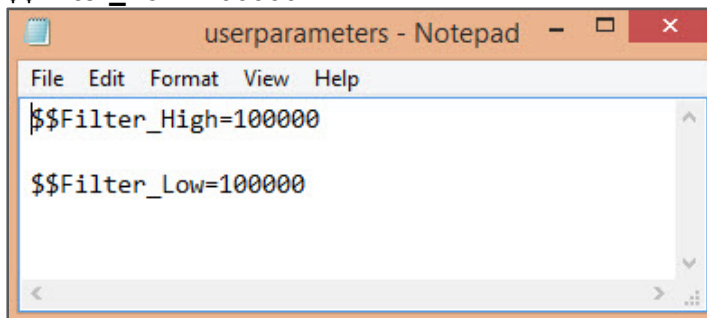 userparameters - Notepad
File Edit Format View Help
$$Filter_High=100000
$$Filter_Low=100000